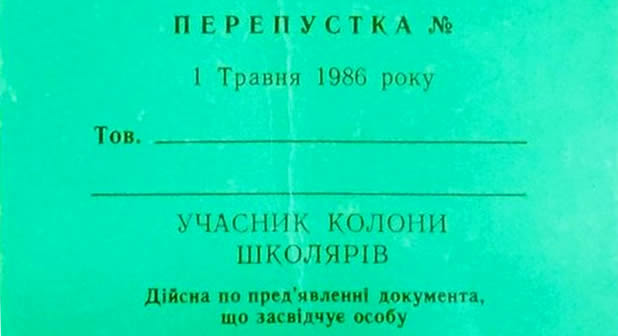 ПЕРЕПУСТКА №
1 Травня 1986 року
Тов.
УЧАСНИК КОЛОНИ
ШКОЛЯРІВ
Дійсна по пред'явленні документа,
що засвідчує особу